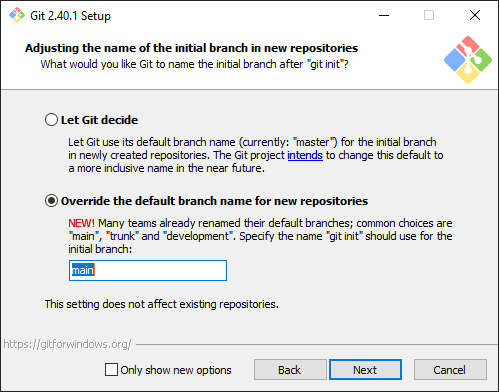 Git 2.40.1 Setup
Adjusting the name of the initial branch in new repositories
What would you like Git to name the initial branch after "git init"?
Let Git decide
Let Git use its default branch name (currently: "master") for the initial branch
in newly created repositories. The Git project intends to change this default to
a more inclusive name in the near future.
Override the default branch name for new repositories
NEW! Many teams already renamed their default branches; common choices are
"main", "trunk" and "development". Specify the name "git init" should use for the
initial branch:
main
This setting does not affect existing repositories.
https://gitforwindows.org/
Only show new options
Back
Next
Cancel